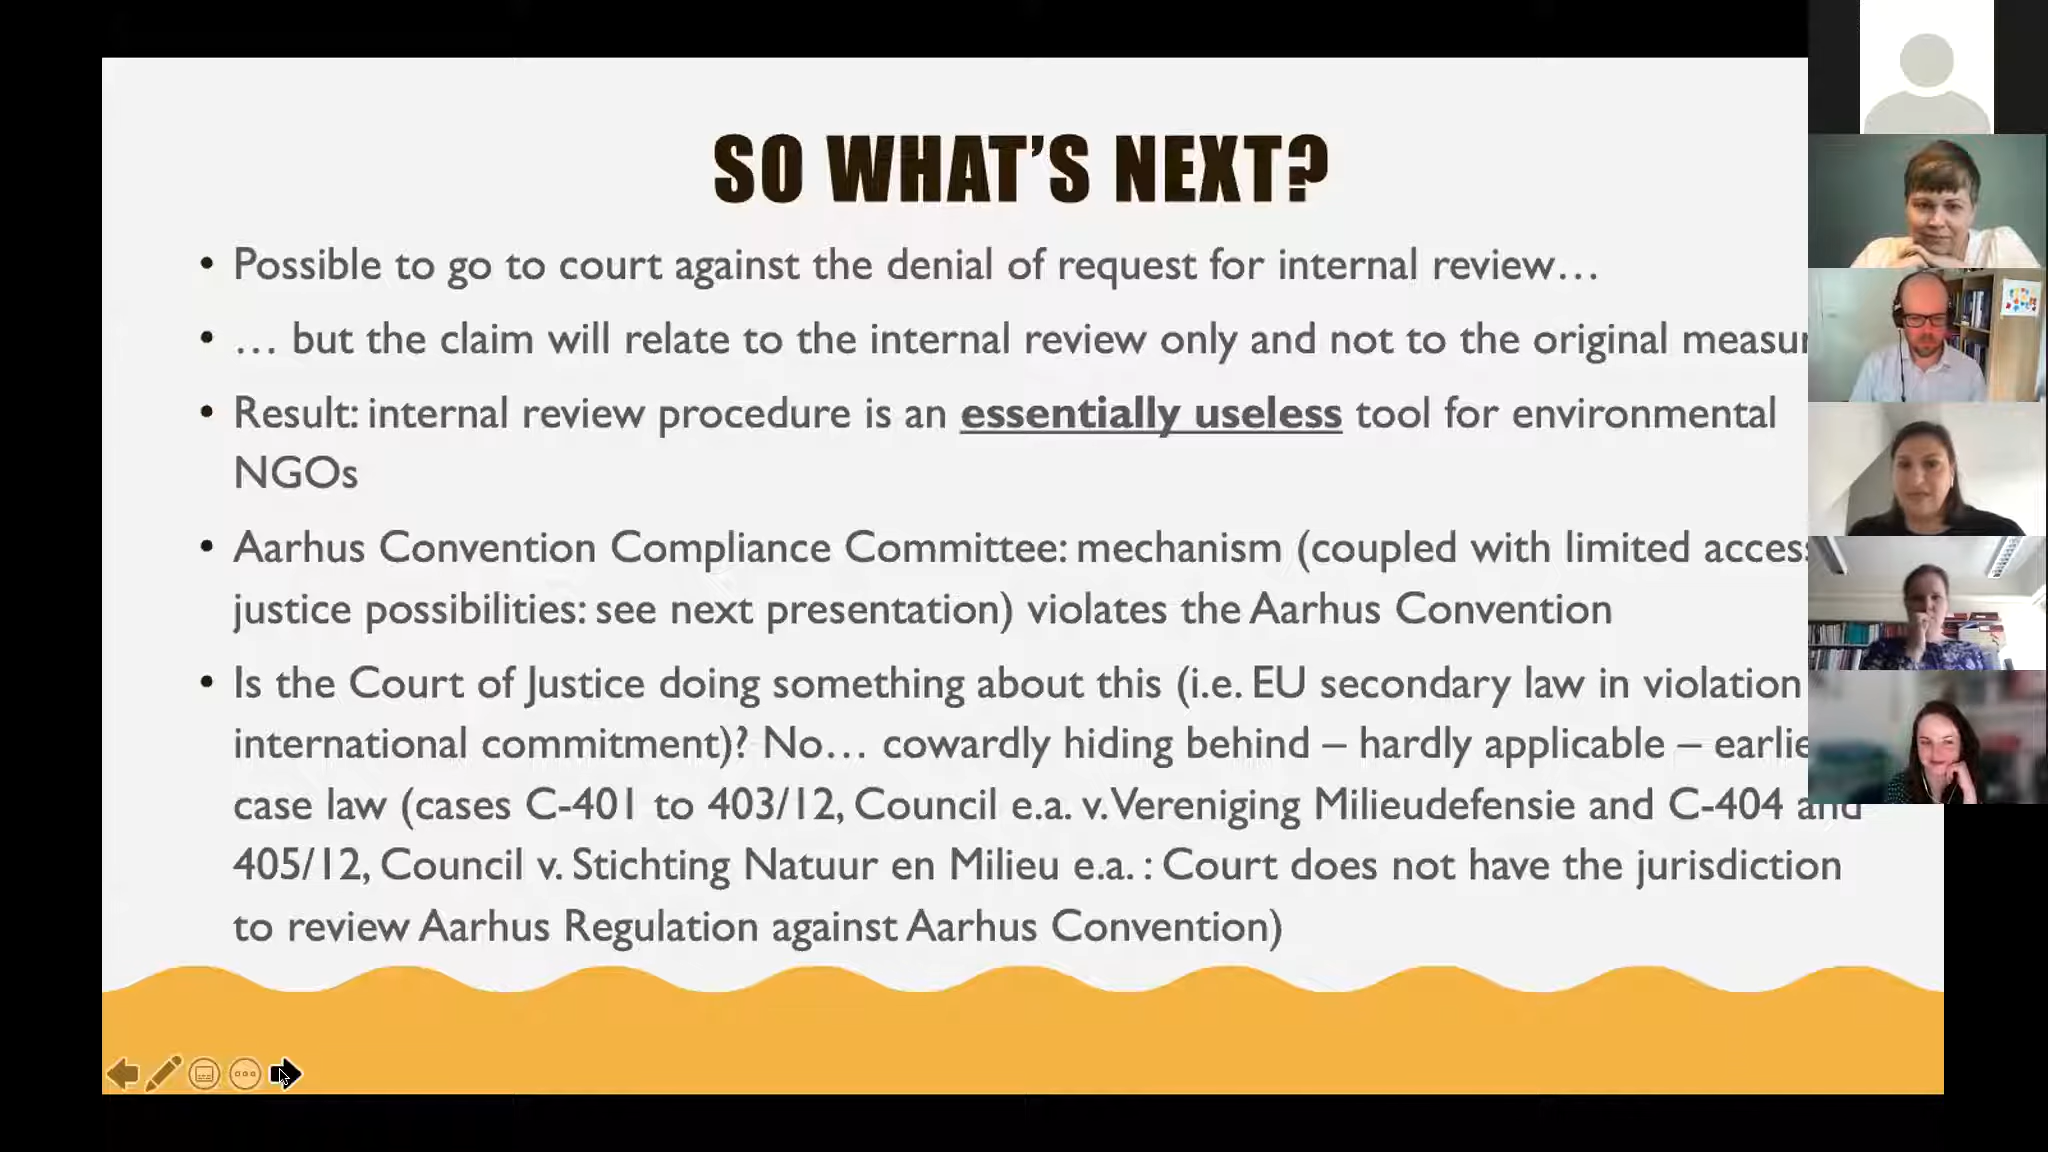 SO WHAT’S NEXT?
• Possible to go to court against the denial of request for internal review…
• … but the claim will relate to the internal review only and not to the original
• Result: internal review procedure is an essentially useless tool for environmental
NGOs
• Aarhus Convention Compliance Committee: mechanism (coupled with limited access
justice possibilities: see next presentation) violates the Aarhus Convention
• Is the Court of Justice doing something about this (i.e. EU secondary law in violation
international commitment)? No… cowardly hiding behind – hardly applicable – earlie
case law (cases C-401 to 403/12, Council e.a. v. Vereniging Milieudefensie and C-404 and
405/12, Council v. Stichting Natuur en Milieu e.a. : Court does not have the jurisdiction
to review Aarhus Regulation against Aarhus Convention)